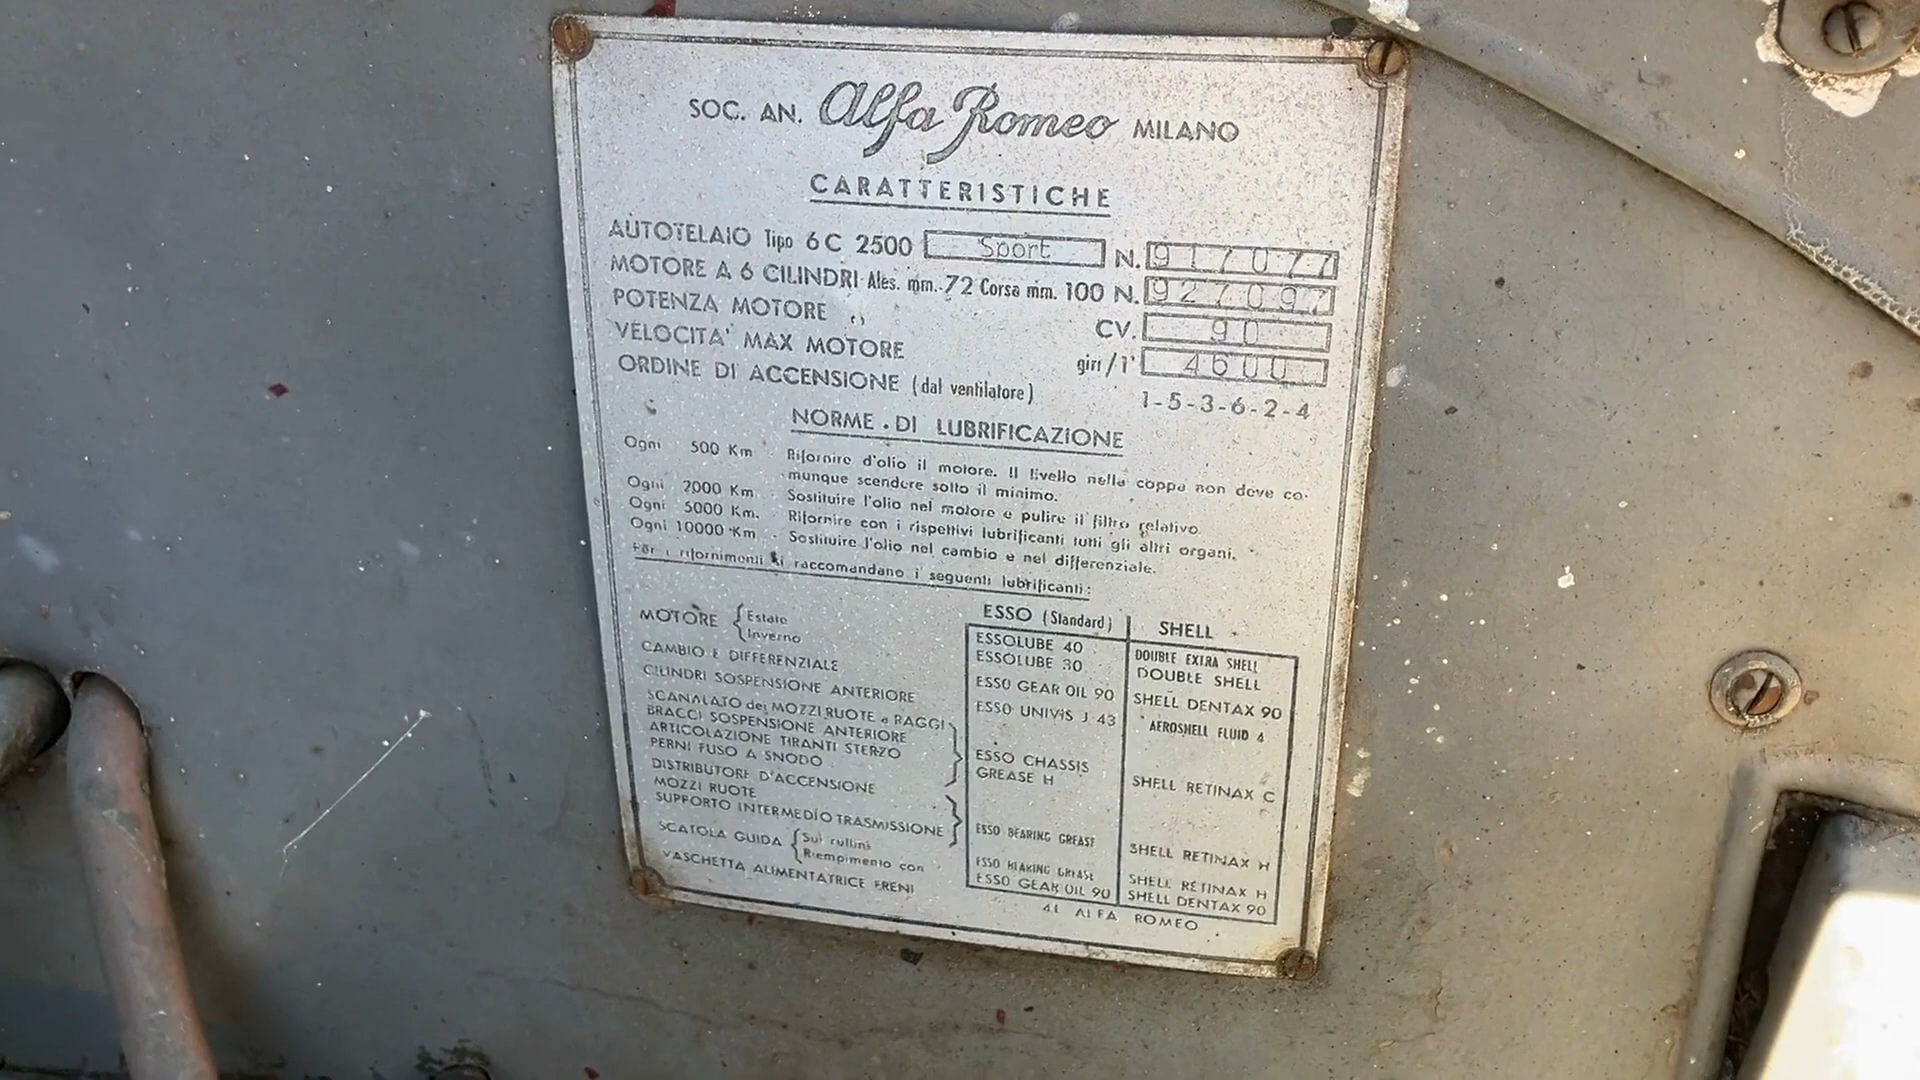 SOC. AN. Alfa Romeo MILANO
CARATTERISTICHE
AUTOTELAIO Tipo 6C 2500 Sport N. 917077
MOTORE A 6 CILINDRI Ales. mm. 72 Corsa mm. 100 N. 927097
POTENZA MOTORE CV. 90
VELOCITA' MAX MOTORE giri/1' 4600
ORDINE DI ACCENSIONE (dal ventilatore) 1-5-3-6-2-4
NORME DI LUBRIFICAZIONE
Ogni 500 Km Rifornire d'olio il motore. Il livello nella coppa non deve co-
munque scendere sotto il minimo.
Ogni 2000 Km. Sostituire l'olio nel motore e pulire il filtro relativo.
Ogni 5000 Km. Rifornire con i rispettivi lubrificanti tutti gli altri organi.
Ogni 10000 Km Sostituire l'olio nel cambio e nel differenziale.
Per i rifornimenti si raccomandano i seguenti lubrificanti:
ESSO (Standard) SHELL
MOTORE { Estate ESSOLUBE 40 DOUBLE EXTRA SHELL
Inverno ESSOLUBE 30 DOUBLE SHELL
CAMBIO E DIFFERENZIALE ESSO GEAR OIL 90 SHELL DENTAX 90
CILINDRI SOSPENSIONE ANTERIORE ESSO UNIVIS J 43 AEROSHELL FLUID 4
SCANALATO dei MOZZI RUOTE a RAGGI
BRACCI SOSPENSIONE ANTERIORE
ARTICOLAZIONE TIRANTI STERZO ESSO CHASSIS
PERNI FUSO A SNODO GREASE H SHELL RETINAX C
DISTRIBUTORE D'ACCENSIONE
MOZZI RUOTE
SUPPORTO INTERMEDIO TRASMISSIONE ESSO BEARING GREASE SHELL RETINAX H
SCATOLA GUIDA { Sui rullini ESSO BEARING GREASE SHELL RETINAX H
Riempimento con ESSO GEAR OIL 90 SHELL DENTAX 90
VASCHETTA ALIMENTATRICE FRENI 4L ALFA ROMEO